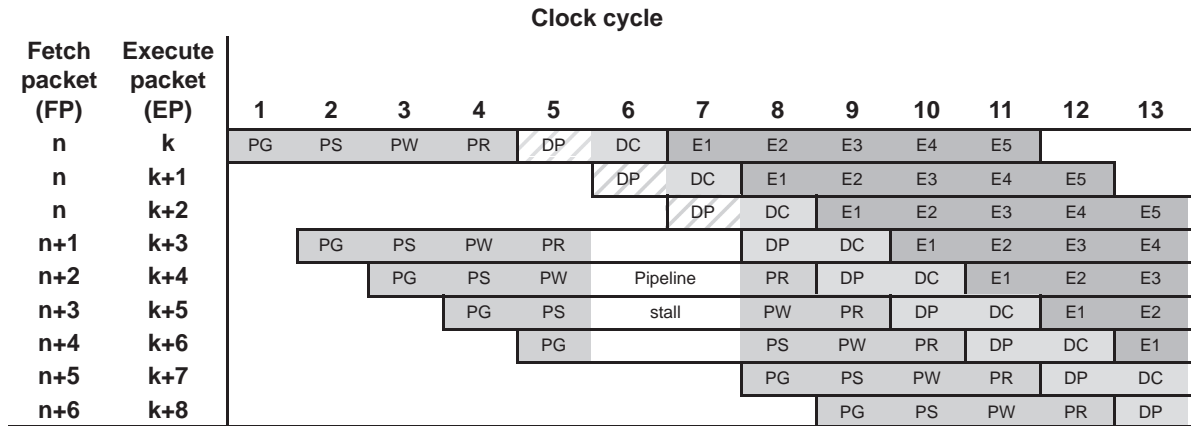 Clock cycle
Fetch packet (FP) Execute packet (EP) 1 2 3 4 5 6 7 8 9 10 11 12 13
n k PG PS PW PR DP DC E1 E2 E3 E4 E5
n k+1 DP DC E1 E2 E3 E4 E5
n k+2 DP DC E1 E2 E3 E4 E5
n+1 k+3 PG PS PW PR DP DC E1 E2 E3 E4
n+2 k+4 PG PS PW Pipeline PR DP DC E1 E2 E3
n+3 k+5 PG PS stall PW PR DP DC E1 E2
n+4 k+6 PG PS PW PR DP DC E1
n+5 k+7 PG PS PW PR DP DC
n+6 k+8 PG PS PW PR DP